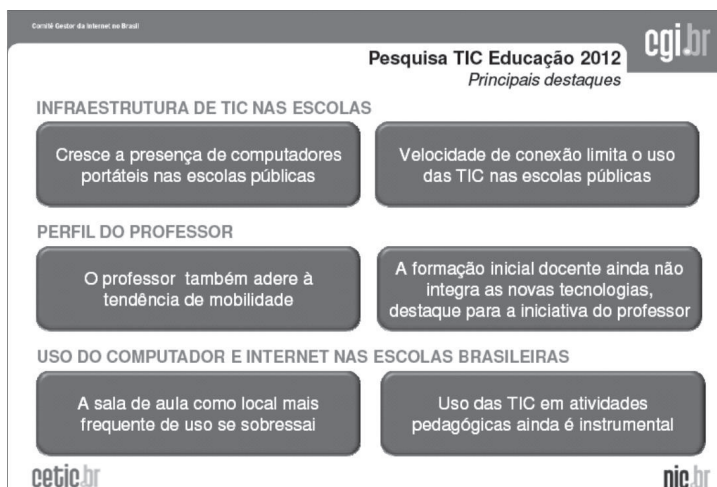 Comitê Gestor da Internet no Brasil
cgi.br
Pesquisa TIC Educação 2012
Principais destaques
INFRAESTRUTURA DE TIC NAS ESCOLAS
Cresce a presença de computadores
portáteis nas escolas públicas
Velocidade de conexão limita o uso
das TIC nas escolas públicas
PERFIL DO PROFESSOR
O professor também adere à
tendência de mobilidade
A formação inicial docente ainda não
integra as novas tecnologias,
destaque para a iniciativa do professor
USO DO COMPUTADOR E INTERNET NAS ESCOLAS BRASILEIRAS
A sala de aula como local mais
frequente de uso se sobressai
Uso das TIC em atividades
pedagógicas ainda é instrumental
cetic.br
nic.br